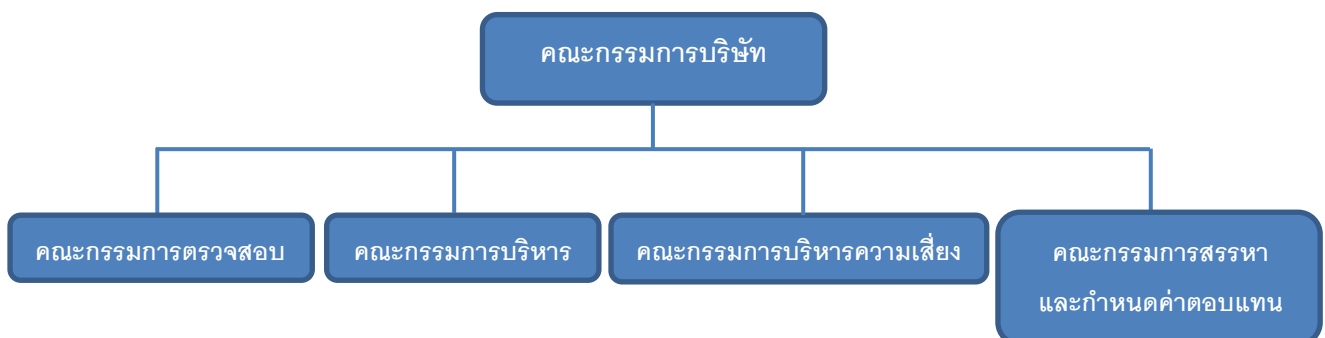 คณะกรรมการบริษัท
คณะกรรมการตรวจสอบ
คณะกรรมการบริหาร
คณะกรรมการบริหารความเสี่ยง
คณะกรรมการสรรหา
และกำหนดค่าตอบแทน